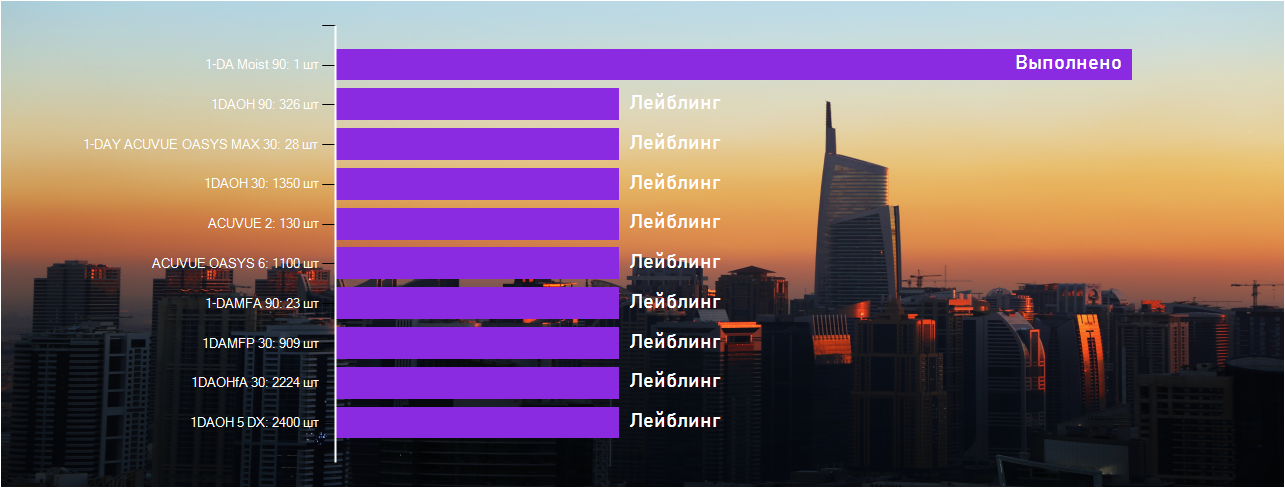 1-DA Moist 90: 1 шт Выполнено
1DAOH 90: 326 шт Лейблинг
1-DAY ACUVUE OASYS MAX 30: 28 шт Лейблинг
1DAOH 30: 1350 шт Лейблинг
ACUVUE 2: 130 шт Лейблинг
ACUVUE OASYS 6: 1100 шт Лейблинг
1-DAMFA 90: 23 шт Лейблинг
1DAMFP 30: 909 шт Лейблинг
1DAOHfA 30: 2224 шт Лейблинг
1DAOH 5 DX: 2400 шт Лейблинг